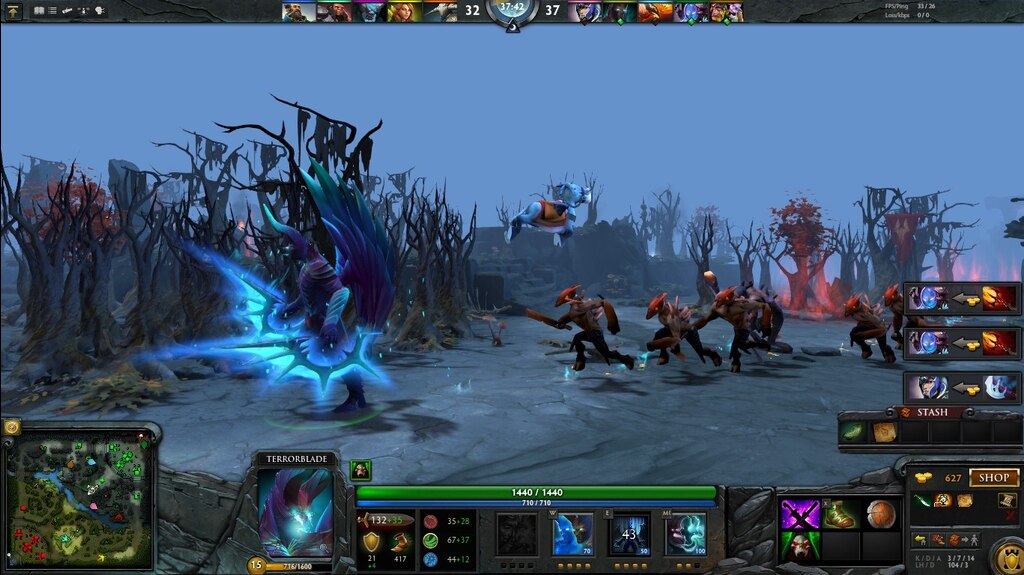 32 37:42 37
FPS/Ping 33 / 26
Loss/kbps 0 / 0
STASH
TERRORBLADE
1440 / 1440
710 / 710
627 SHOP
132+35
35+28
21
+4
417
67+37
44+12
W
70
E
43
50
100
15 716/1600
K / D / A 3 / 7 / 14
LH / D 104 / 3